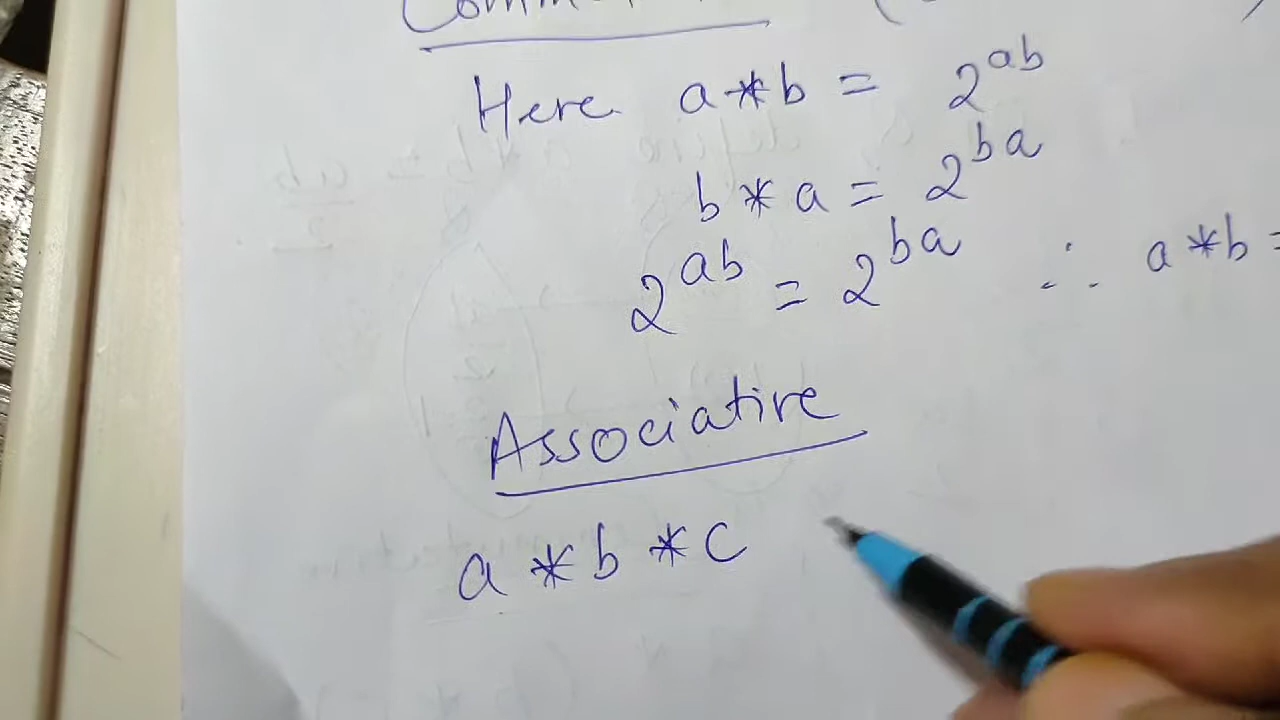 Here a * b = 2^ab
b * a = 2^ba
2^ab = 2^ba ∴ a * b =
Associative
a * b * c